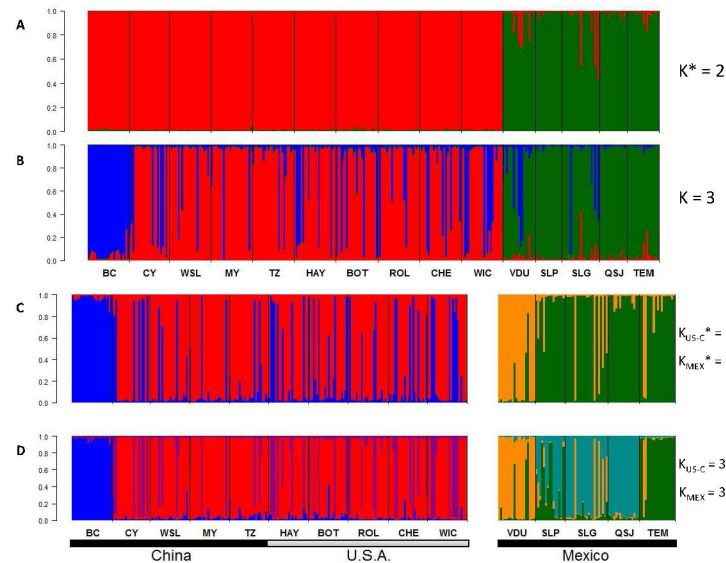 A
1.0
0.8
0.6
0.4
0.2
0.0
K* = 2
B
1.0
0.8
0.6
0.4
0.2
0.0
K = 3
BC CY WSL MY TZ HAY BOT ROL CHE WIC VDU SLP SLG QSJ TEM
C
1.0
0.8
0.6
0.4
0.2
0.0
K US-C* =
K MEX* =
D
1.0
0.8
0.6
0.4
0.2
0.0
K US-C = 3
K MEX = 3
BC CY WSL MY TZ HAY BOT ROL CHE WIC VDU SLP SLG QSJ TEM
China U.S.A. Mexico